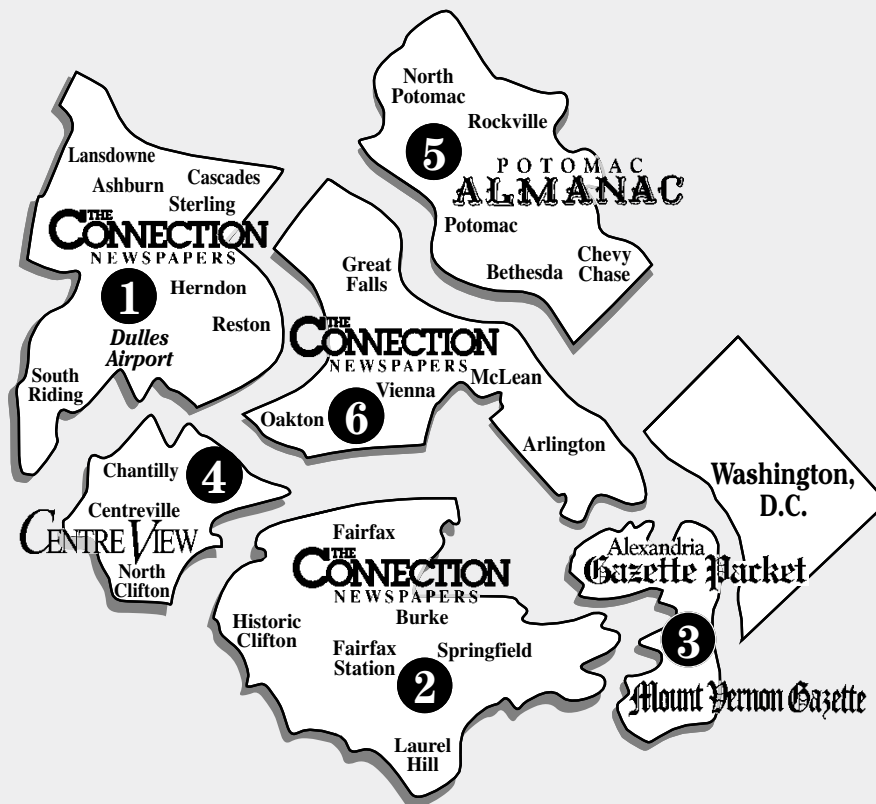 North
Potomac
Rockville
5
POTOMAC
ALMANAC
Potomac
Bethesda
Chevy
Chase
Lansdowne
Ashburn
Cascades
Sterling
THE
CONNECTION
NEWSPAPERS
1
Herndon
Reston
Dulles
Airport
South
Riding
Great
Falls
THE
CONNECTION
NEWSPAPERS
McLean
Vienna
Oakton
6
Arlington
Washington,
D.C.
Chantilly
4
Centreville
CENTRE VIEW
North
Clifton
Fairfax
THE
CONNECTION
NEWSPAPERS
Burke
Historic
Clifton
Fairfax
Station
Springfield
2
Laurel
Hill
Alexandria
Gazette Packet
3
Mount Vernon Gazette